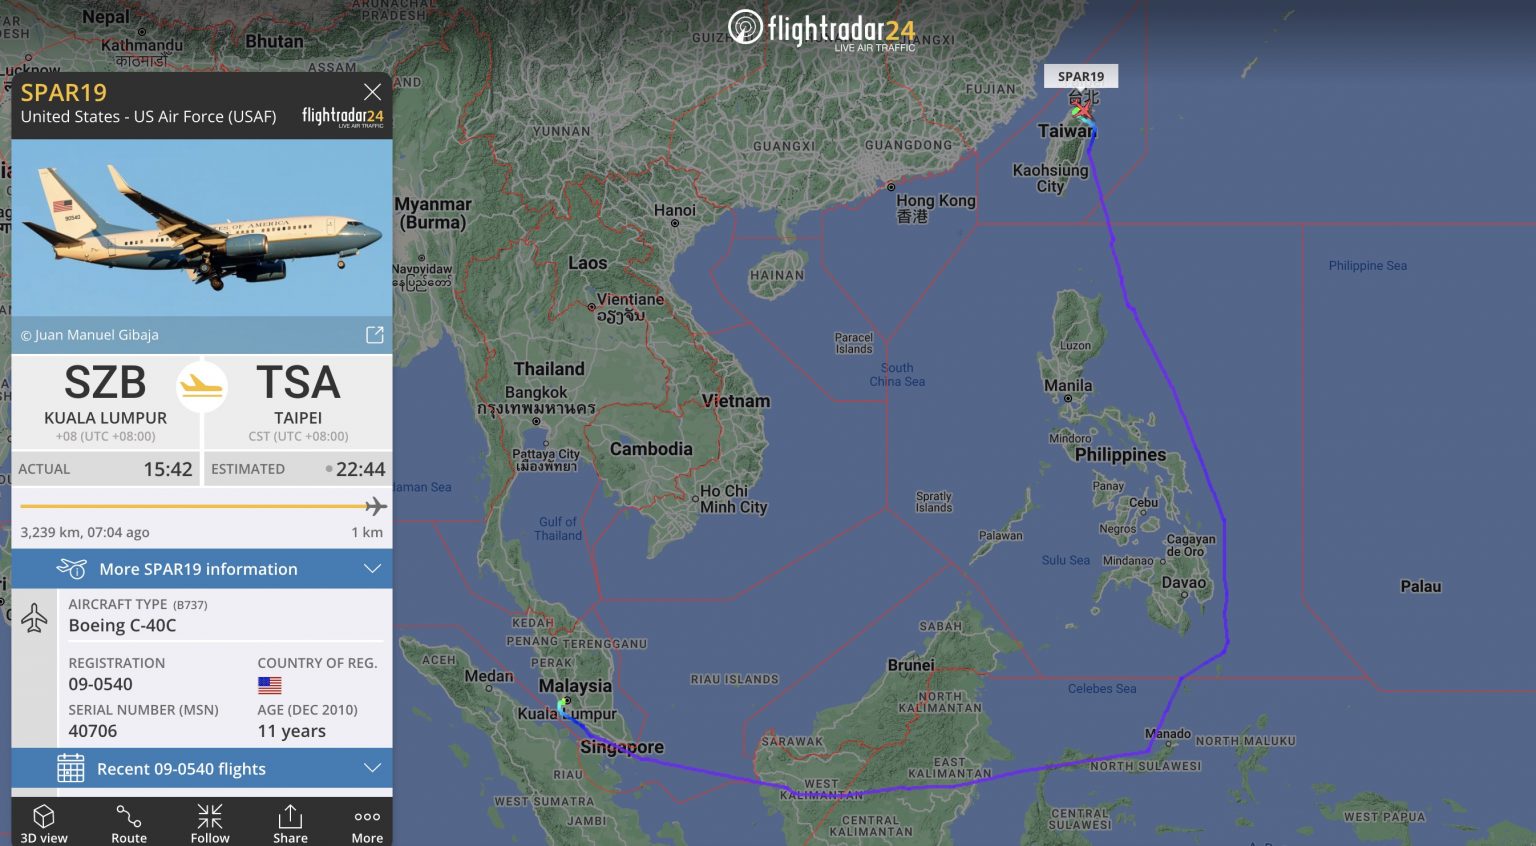 Nepal
Kathmandu
काठमाडौं
Bhutan
ARUNACHAL
PRADESH
ASSAM
Lucknow
flightradar24
LIVE AIR TRAFFIC
GUIZHOU
JIANGXI
FUJIAN
SPAR19
台北
Taiwan
Kaohsiung
City
SPAR19
United States - US Air Force (USAF)
flightradar24
LIVE AIR TRAFFIC
90540
© Juan Manuel Gibaja
SZB
KUALA LUMPUR
+08 (UTC +08:00)
TSA
TAIPEI
CST (UTC +08:00)
ACTUAL 15:42
ESTIMATED 22:44
3,239 km, 07:04 ago
1 km
More SPAR19 information
AIRCRAFT TYPE (B737)
Boeing C-40C
REGISTRATION
09-0540
COUNTRY OF REG.
SERIAL NUMBER (MSN)
40706
AGE (DEC 2010)
11 years
Recent 09-0540 flights
3D view
Route
Follow
Share
More
YUNNAN
GUANGXI
GUANGDONG
Hong Kong
香港
Myanmar
(Burma)
Hanoi
Naypyidaw
နေပြည်တော်
Laos
HAINAN
Vientiane
ວຽງຈັນ
Philippine Sea
Paracel
Islands
South
China Sea
Luzon
Manila
Thailand
Bangkok
กรุงเทพมหานคร
Vietnam
Mindoro
Philippines
Cambodia
Pattaya City
เมืองพัทยา
Ho Chi
Minh City
Spratly
Islands
Panay
Cebu
Negros
Gulf of
Thailand
Palawan
Cagayan
de Oro
Sulu Sea
Mindanao
Davao
Palau
KEDAH
PENANG
TERENGGANU
PERAK
SABAH
ACEH
Medan
Malaysia
Kuala Lumpur
RIAU ISLANDS
Brunei
Celebes Sea
NORTH
KALIMANTAN
Singapore
SARAWAK
Manado
NORTH MALUKU
RIAU
EAST
KALIMANTAN
NORTH SULAWESI
WEST
KALIMANTAN
WEST SUMATRA
JAMBI
CENTRAL
KALIMANTAN
CENTRAL
SULAWESI
WEST PAPUA